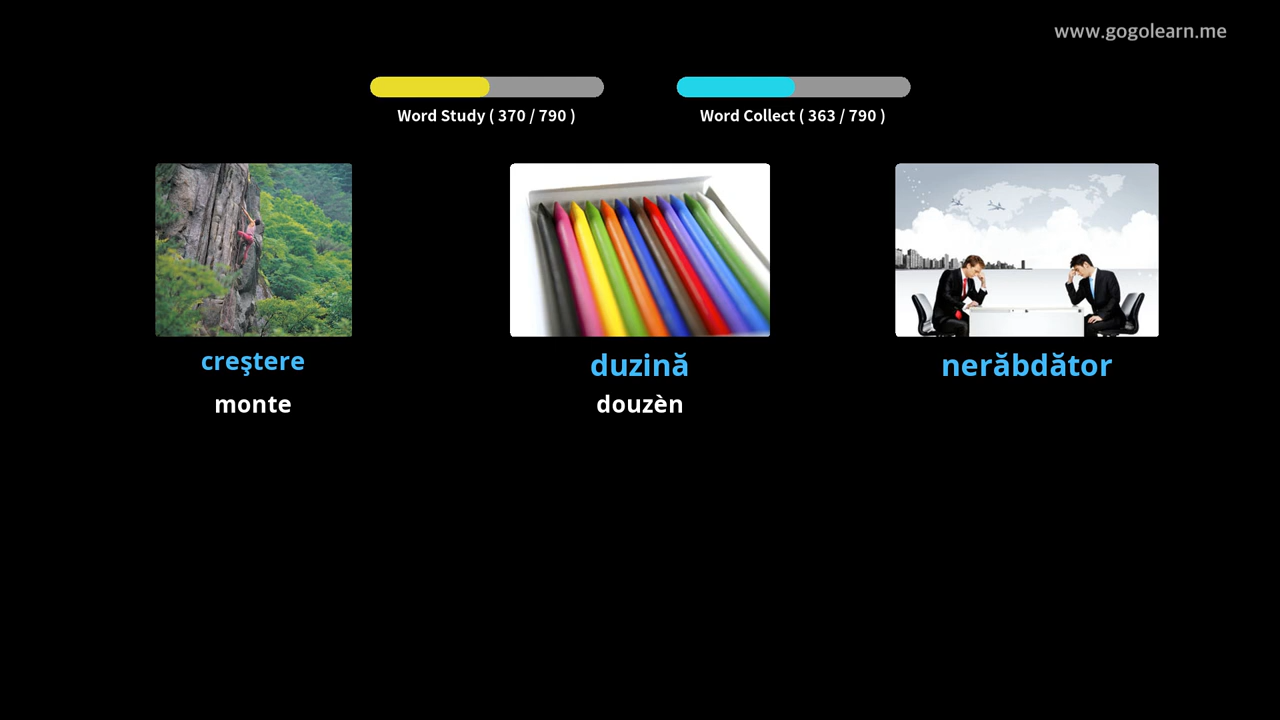 www.gogolearn.me
Word Study ( 370 / 790 )
Word Collect ( 363 / 790 )
creştere
duzină
nerăbdător
monte
douzèn